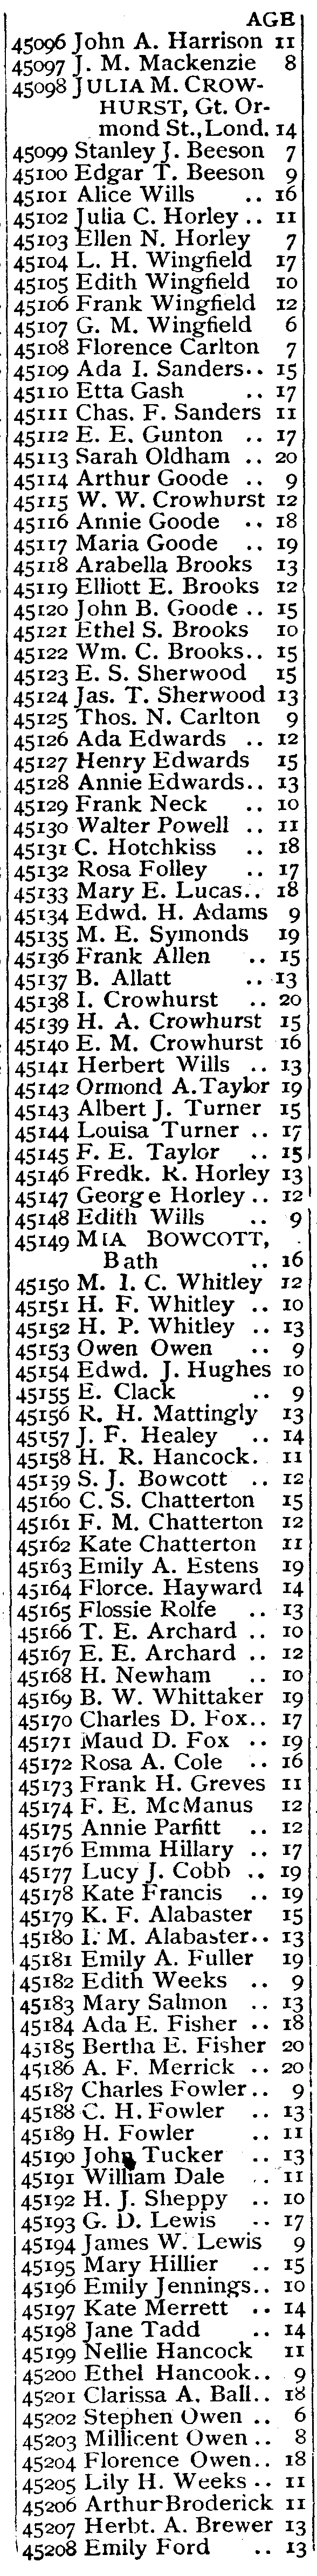 AGE
45096 John A. Harrison 11
45097 J. M. Mackenzie 8
45098 JULIA M. CROW-
HURST, Gt. Or-
mond St., Lond. 14
45099 Stanley J. Beeson 7
45100 Edgar T. Beeson 9
45101 Alice Wills .. 16
45102 Julia C. Horley .. 11
45103 Ellen N. Horley 7
45104 L. H. Wingfield 17
45105 Edith Wingfield 10
45106 Frank Wingfield 12
45107 G. M. Wingfield 6
45108 Florence Carlton 7
45109 Ada I. Sanders.. 15
45110 Etta Gash .. 17
45111 Chas. F. Sanders 11
45112 E. E. Gunton .. 17
45113 Sarah Oldham .. 20
45114 Arthur Goode .. 9
45115 W. W. Crowhurst 12
45116 Annie Goode .. 18
45117 Maria Goode .. 19
45118 Arabella Brooks 13
45119 Elliott E. Brooks 12
45120 John B. Goode .. 15
45121 Ethel S. Brooks 10
45122 Wm. C. Brooks.. 15
45123 E. S. Sherwood 15
45124 Jas. T. Sherwood 13
45125 Thos. N. Carlton 9
45126 Ada Edwards .. 12
45127 Henry Edwards 15
45128 Annie Edwards.. 13
45129 Frank Neck .. 10
45130 Walter Powell .. 11
45131 C. Hotchkiss .. 18
45132 Rosa Folley .. 17
45133 Mary E. Lucas.. 18
45134 Edwd. H. Adams 9
45135 M. E. Symonds 19
45136 Frank Allen .. 15
45137 B. Allatt .. 13
45138 I. Crowhurst .. 20
45139 H. A. Crowhurst 15
45140 E. M. Crowhurst 16
45141 Herbert Wills .. 13
45142 Ormond A. Taylor 19
45143 Albert J. Turner 15
45144 Louisa Turner .. 17
45145 F. E. Taylor .. 15
45146 Fredk. R. Horley 13
45147 George Horley .. 12
45148 Edith Wills .. 9
45149 MIA BOWCOTT,
Bath .. 16
45150 M. I. C. Whitley 12
45151 H. F. Whitley .. 10
45152 H. P. Whitley .. 13
45153 Owen Owen .. 9
45154 Edwd. J. Hughes 10
45155 E. Clack .. 9
45156 R. H. Mattingly 13
45157 J. F. Healey .. 14
45158 H. R. Hancock. 11
45159 S. J. Bowcott .. 12
45160 C. S. Chatterton 15
45161 F. M. Chatterton 12
45162 Kate Chatterton 11
45163 Emily A. Estens 19
45164 Florce. Hayward 14
45165 Flossie Rolfe .. 13
45166 T. E. Archard .. 10
45167 E. E. Archard .. 12
45168 H. Newham .. 10
45169 B. W. Whittaker 19
45170 Charles D. Fox.. 17
45171 Maud D. Fox .. 19
45172 Rosa A. Cole .. 16
45173 Frank H. Greves 11
45174 F. E. McManus 12
45175 Annie Parfitt .. 12
45176 Emma Hillary .. 17
45177 Lucy J. Cobb .. 19
45178 Kate Francis .. 19
45179 K. F. Alabaster 15
45180 I. M. Alabaster.. 13
45181 Emily A. Fuller 19
45182 Edith Weeks .. 9
45183 Mary Salmon .. 13
45184 Ada E. Fisher .. 18
45185 Bertha E. Fisher 20
45186 A. F. Merrick .. 20
45187 Charles Fowler.. 9
45188 C. H. Fowler .. 13
45189 H. Fowler .. 11
45190 John Tucker .. 13
45191 William Dale .. 11
45192 H. J. Sheppy .. 10
45193 G. D. Lewis .. 17
45194 James W. Lewis 9
45195 Mary Hillier .. 15
45196 Emily Jennings.. 10
45197 Kate Merrett .. 14
45198 Jane Tadd .. 14
45199 Nellie Hancock 11
45200 Ethel Hancook.. 9
45201 Clarissa A. Ball.. 18
45202 Stephen Owen .. 6
45203 Millicent Owen .. 8
45204 Florence Owen.. 18
45205 Lily H. Weeks .. 11
45206 Arthur Broderick 11
45207 Herbt. A. Brewer 13
45208 Emily Ford .. 13